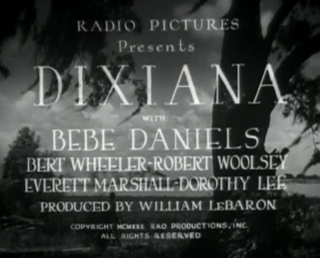 RADIO PICTURES
Presents
DIXIANA
WITH
BEBE DANIELS
BERT WHEELER-ROBERT WOOLSEY
EVERETT MARSHALL-DOROTHY LEE
PRODUCED BY WILLIAM LEBARON
COPYRIGHT MCMXXX RKO PRODUCTIONS, INC.
ALL RIGHTS RESERVED